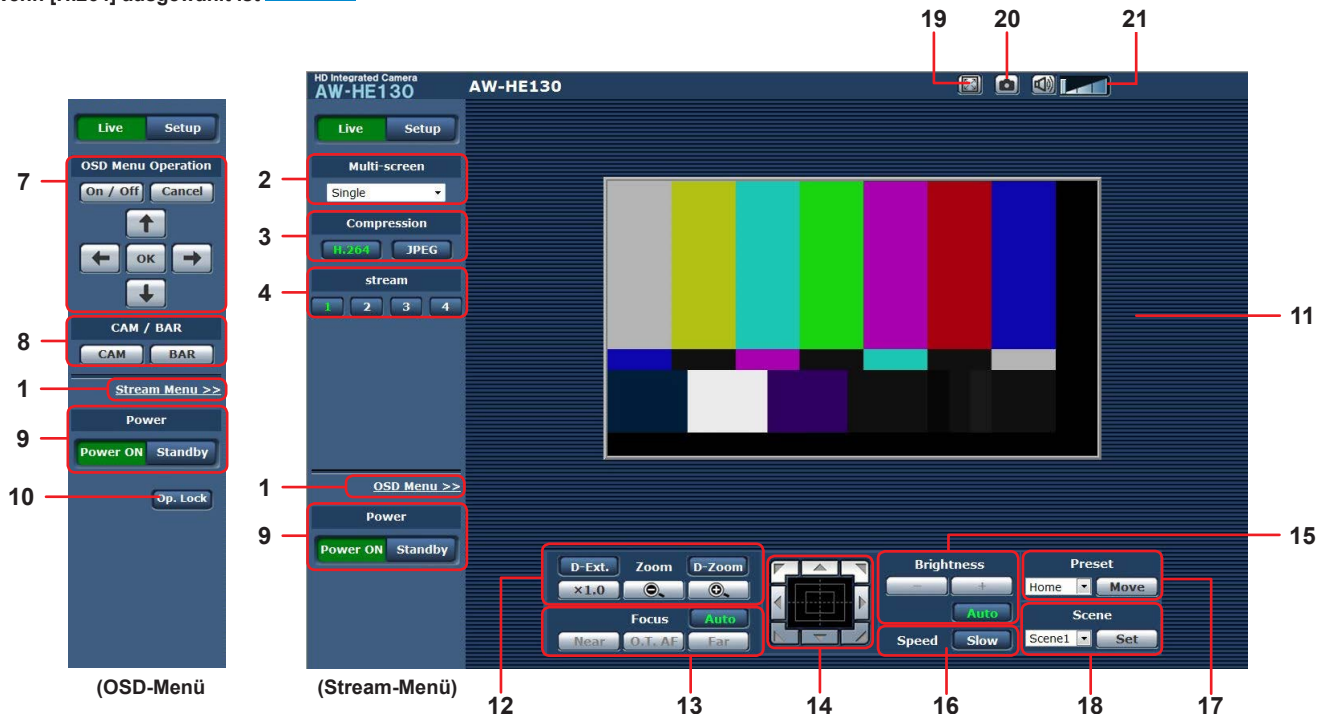 19 20 21
HD Integrated Camera
AW-HE130
AW-HE130
Live Setup
OSD Menu Operation
On / Off Cancel
OK
7
CAM / BAR
CAM BAR
8
1
Stream Menu >>
Power
Power ON Standby
9
10
Op. Lock
(OSD-Menü
Live Setup
Multi-screen
Single
2
Compression
H.264 JPEG
3
stream
1 2 3 4
4
11
1
OSD Menu >>
Power
Power ON Standby
9
(Stream-Menü)
D-Ext. Zoom D-Zoom
×1.0
Focus Auto
Near O.T. AF Far
Brightness
- +
Auto
Speed Slow
15
Preset
Home Move
Scene
Scene1 Set
12 13 14 16 18 17